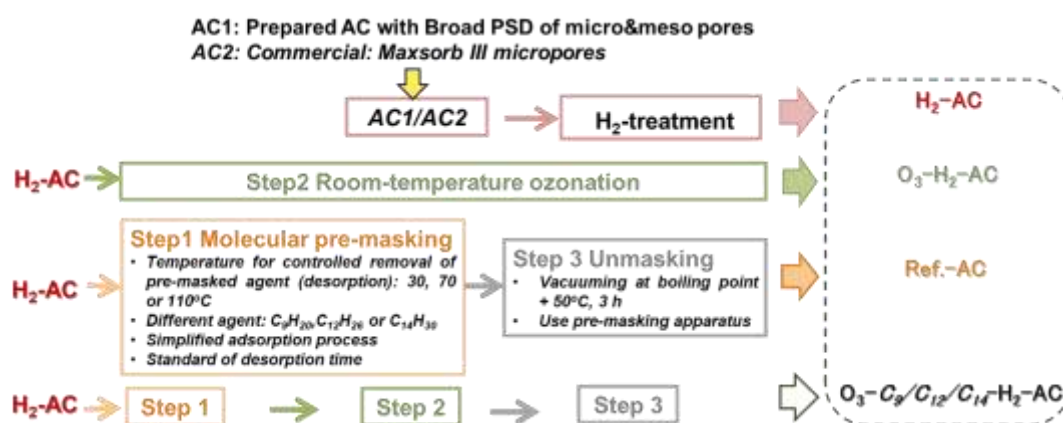 AC1: Prepared AC with Broad PSD of micro&meso pores
AC2: Commercial: Maxsorb III micropores
AC1/AC2
H₂-treatment
H₂-AC
H₂-AC
Step2 Room-temperature ozonation
O₃-H₂-AC
Step1 Molecular pre-masking
• Temperature for controlled removal of
pre-masked agent (desorption): 30, 70
or 110ºC
• Different agent: C₉H₂₀,C₁₂H₂₆ or C₁₄H₃₀
• Simplified adsorption process
• Standard of desorption time
H₂-AC
Step 3 Unmasking
• Vacuuming at boiling point
+ 50ºC, 3 h
• Use pre-masking apparatus
Ref.-AC
H₂-AC
Step 1
Step 2
Step 3
O₃-C₉/C₁₂/C₁₄-H₂-AC